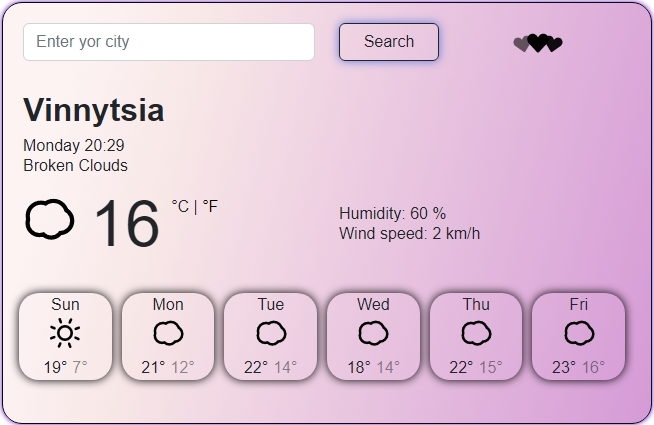 Enter yor city
Search
Vinnytsia
Monday 20:29
Broken Clouds
16 °C | °F
Humidity: 60 %
Wind speed: 2 km/h
Sun Mon Tue Wed Thu Fri
19° 7° 21° 12° 22° 14° 18° 14° 22° 15° 23° 16°